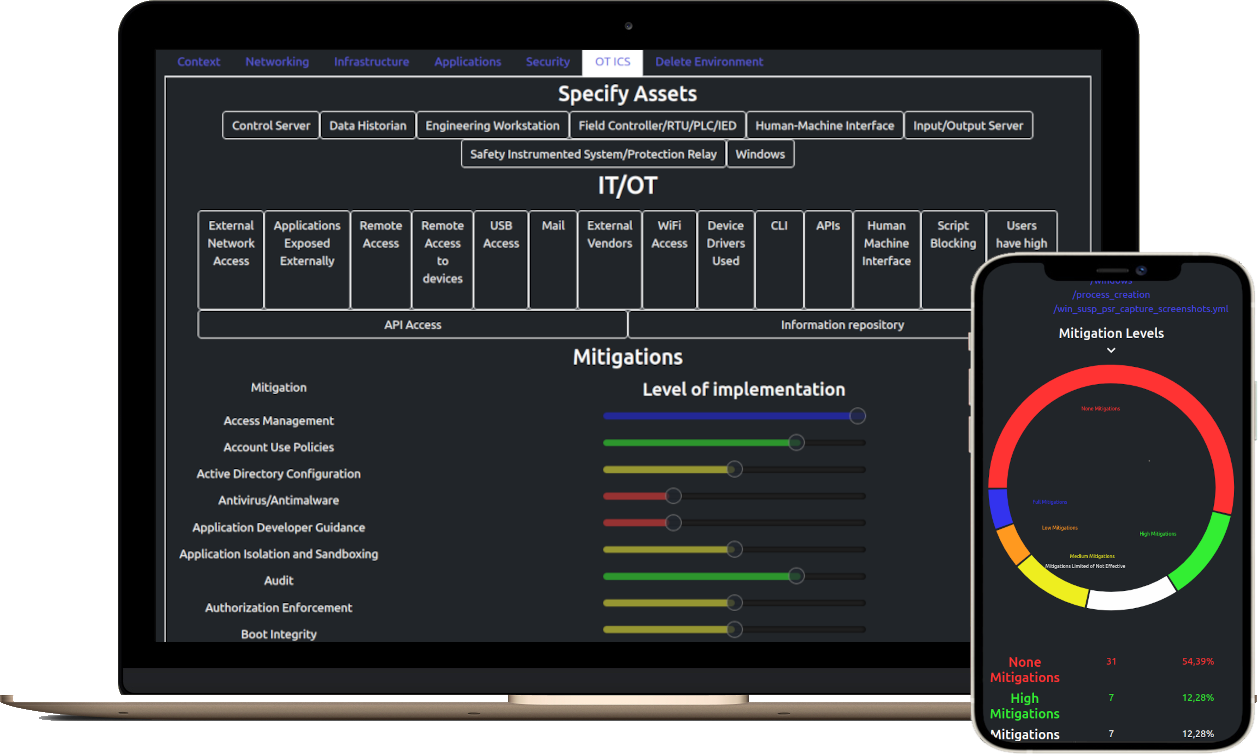 Context Networking Infrastructure Applications Security OT ICS Delete Environment
Specify Assets
Control Server Data Historian Engineering Workstation Field Controller/RTU/PLC/IED Human-Machine Interface Input/Output Server
Safety Instrumented System/Protection Relay Windows
IT/OT
External Network Access
Applications Exposed Externally
Remote Access
Remote Access to devices
USB Access
Mail
External Vendors
WiFi Access
Device Drivers Used
CLI
APIs
Human Machine Interface
Script Blocking
Users have high
API Access Information repository
Mitigations
Mitigation Level of implementation
Access Management
Account Use Policies
Active Directory Configuration
Antivirus/Antimalware
Application Developer Guidance
Application Isolation and Sandboxing
Audit
Authorization Enforcement
Boot Integrity
/windows
/process_creation
/win_susp_psr_capture_screenshots.yml
Mitigation Levels
None Mitigations
Full Mitigations
Low Mitigations
High Mitigations
Medium Mitigations
Mitigations Limited of Not Effective
None Mitigations 31 54,39%
High Mitigations 7 12,28%
Mitigations 7 12,28%